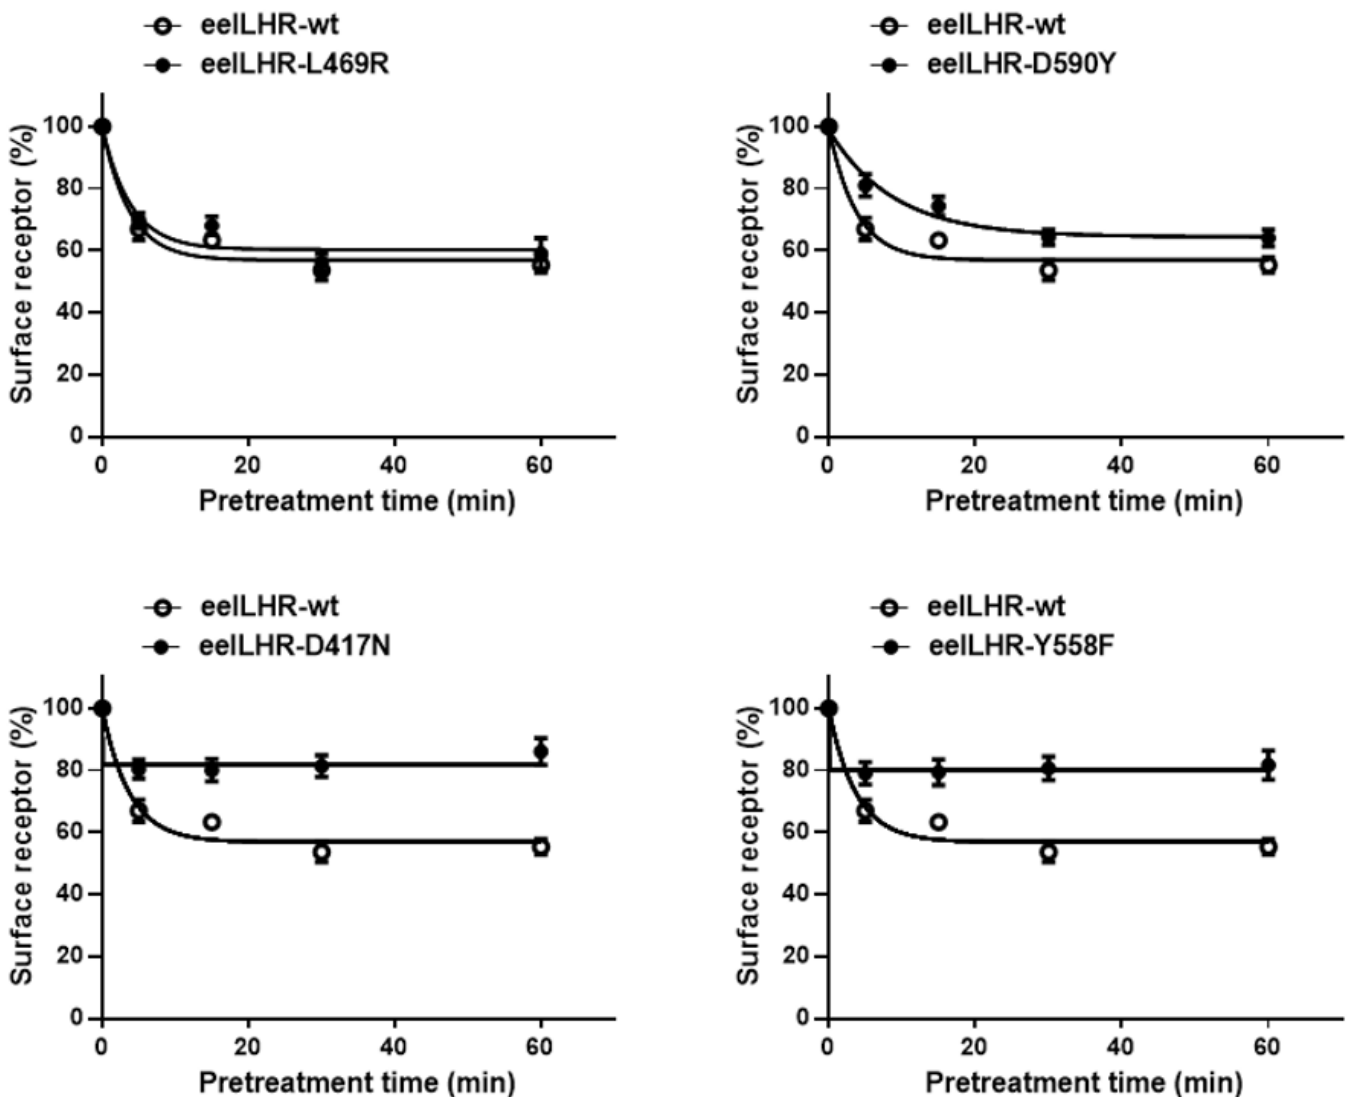 eelLHR-wt
eelLHR-L469R
100
80
60
40
20
0
Surface receptor (%)
0 20 40 60
Pretreatment time (min)
eelLHR-wt
eelLHR-D590Y
100
80
60
40
20
0
Surface receptor (%)
0 20 40 60
Pretreatment time (min)
eelLHR-wt
eelLHR-D417N
100
80
60
40
20
0
Surface receptor (%)
0 20 40 60
Pretreatment time (min)
eelLHR-wt
eelLHR-Y558F
100
80
60
40
20
0
Surface receptor (%)
0 20 40 60
Pretreatment time (min)